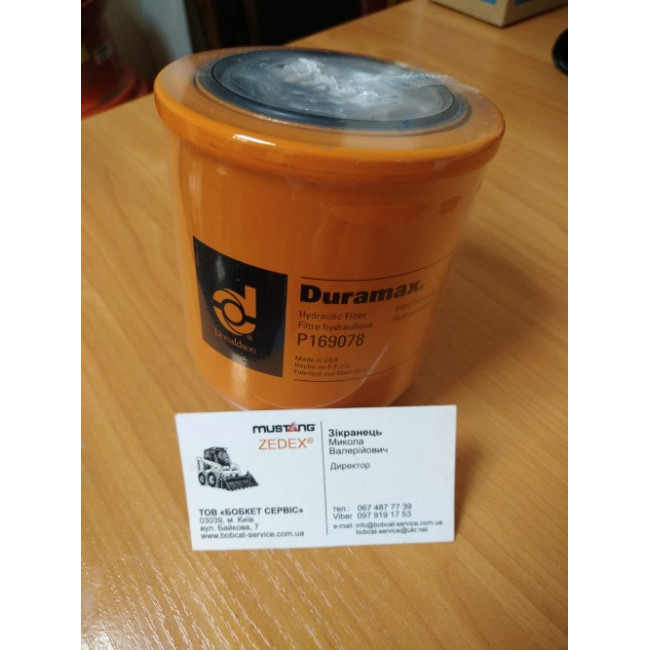 Donaldson®
Duramax®
Hydraulic Filter
Filtre hydraulique
P169078
Made in USA
Hecho en E.E.U.U.
MUSTANG
ZEDEX®
Зікранець
Микола
Валерійович
Директор
ТОВ «БОБКЕТ СЕРВІС»
03039, м. Київ
вул. Байкова, 7
www.bobcat-service.com.ua
тел.: 067 487 77 39
Viber 097 919 17 53
e-mail: info@bobcat-service.com.ua
bobcat-service@ukr.net